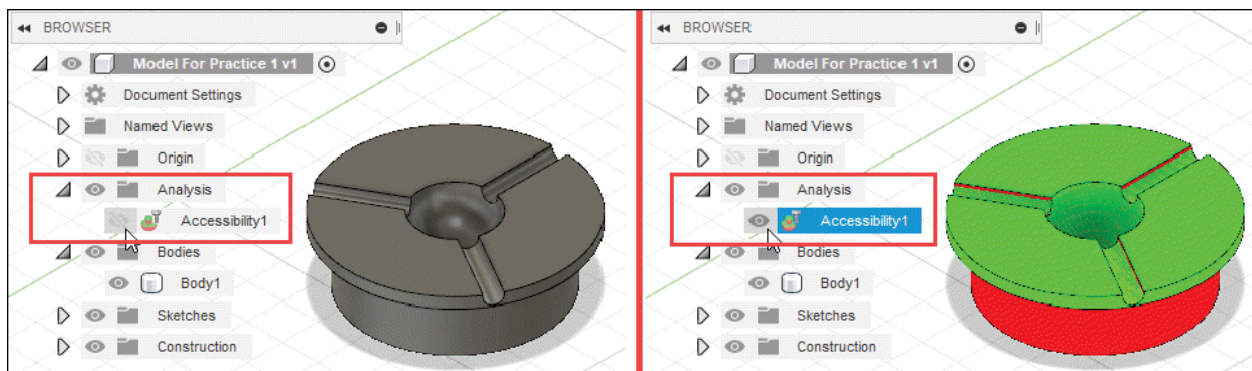 BROWSER
Model For Practice 1 v1
Document Settings
Named Views
Origin
Analysis
Accessibility1
Bodies
Body1
Sketches
Construction
BROWSER
Model For Practice 1 v1
Document Settings
Named Views
Origin
Analysis
Accessibility1
Bodies
Body1
Sketches
Construction